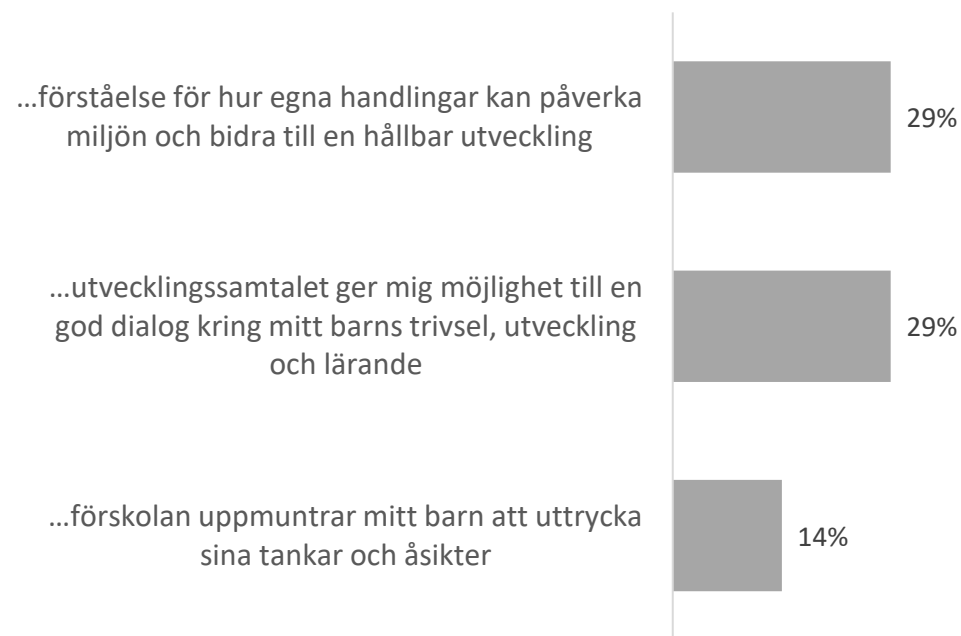 …förståelse för hur egna handlingar kan påverka
miljön och bidra till en hållbar utveckling
29%
…utvecklingssamtalet ger mig möjlighet till en
god dialog kring mitt barns trivsel, utveckling
och lärande
29%
…förskolan uppmuntrar mitt barn att uttrycka
sina tankar och åsikter
14%